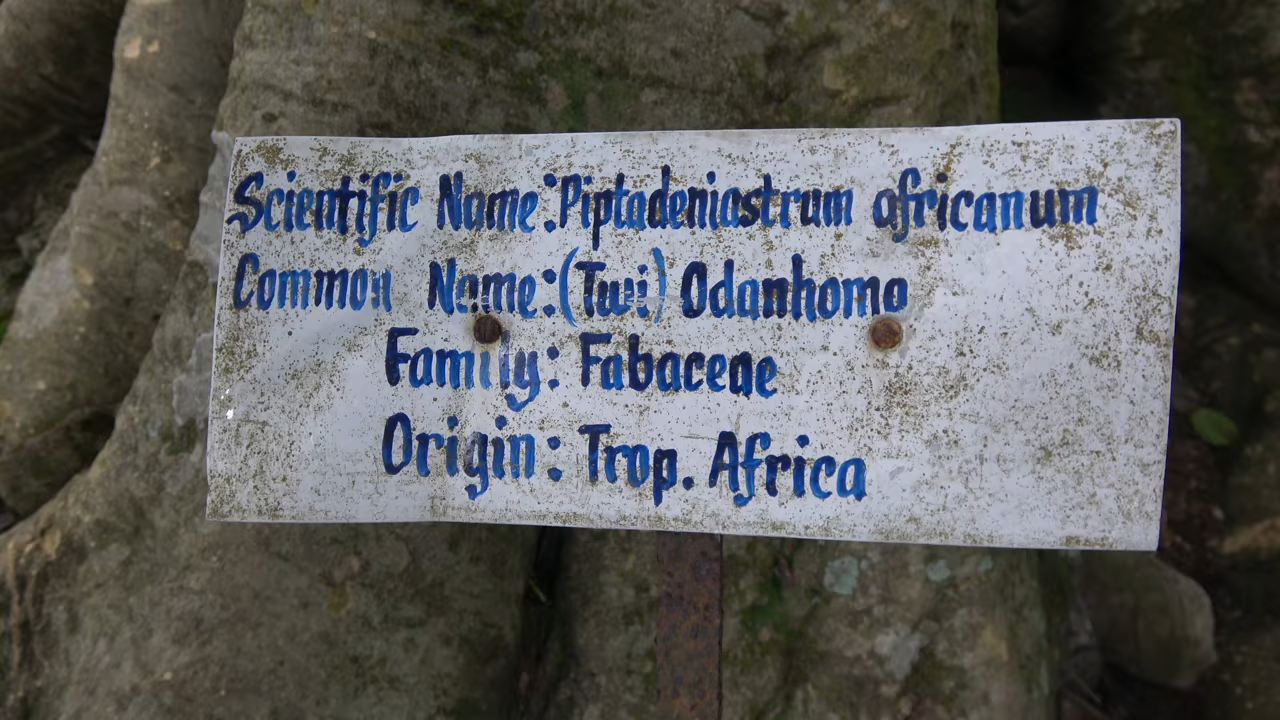 Scientific Name: Piptadeniastrum africanum
Common Name: (Twi) Odanhoma
Family: Fabaceae
Origin: Trop. Africa